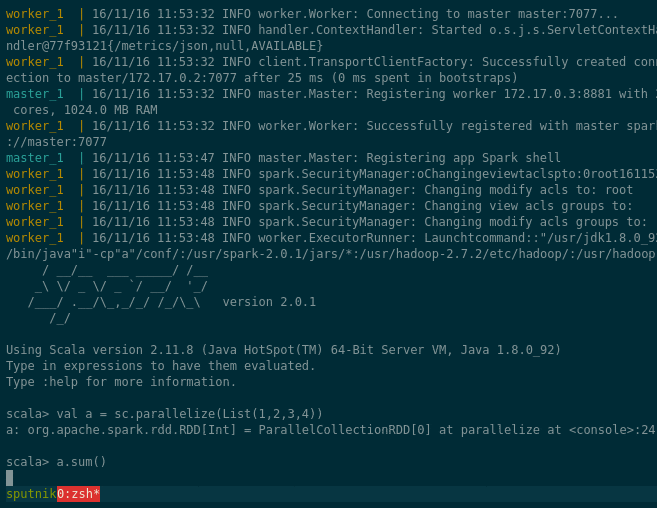 worker_1  | 16/11/16 11:53:32 INFO worker.Worker: Connecting to master master:7077...
worker_1  | 16/11/16 11:53:32 INFO handler.ContextHandler: Started o.s.j.s.ServletContextHa
ndler@77f93121{/metrics/json,null,AVAILABLE}
worker_1  | 16/11/16 11:53:32 INFO client.TransportClientFactory: Successfully created conn
ection to master/172.17.0.2:7077 after 25 ms (0 ms spent in bootstraps)
master_1  | 16/11/16 11:53:32 INFO master.Master: Registering worker 172.17.0.3:8881 with
 cores, 1024.0 MB RAM
worker_1  | 16/11/16 11:53:32 INFO worker.Worker: Successfully registered with master spark
://master:7077
master_1  | 16/11/16 11:53:47 INFO master.Master: Registering app Spark shell
worker_1  | 16/11/16 11:53:48 INFO spark.SecurityManager:oChangingeviewtaclspto:0root16115
worker_1  | 16/11/16 11:53:48 INFO spark.SecurityManager: Changing modify acls to: root
worker_1  | 16/11/16 11:53:48 INFO spark.SecurityManager: Changing view acls groups to:
worker_1  | 16/11/16 11:53:48 INFO spark.SecurityManager: Changing modify acls groups to:
worker_1  | 16/11/16 11:53:48 INFO worker.ExecutorRunner: Launchtcommand::"/usr/jdk1.8.0_92
/bin/java"i"-cp"a"/conf/:/usr/spark-2.0.1/jars/*:/usr/hadoop-2.7.2/etc/hadoop/:/usr/hadoop
     / __/__  ___ _____/ /__
    _\ \/ _ \/ _ `/ __/  '_/
   /___/ .__/\_,_/_/ /_/\_\   version 2.0.1
      /_/
Using Scala version 2.11.8 (Java HotSpot(TM) 64-Bit Server VM, Java 1.8.0_92)
Type in expressions to have them evaluated.
Type :help for more information.
scala> val a = sc.parallelize(List(1,2,3,4))
a: org.apache.spark.rdd.RDD[Int] = ParallelCollectionRDD[0] at parallelize at <console>:24
scala> a.sum()
sputnik 0:zsh*